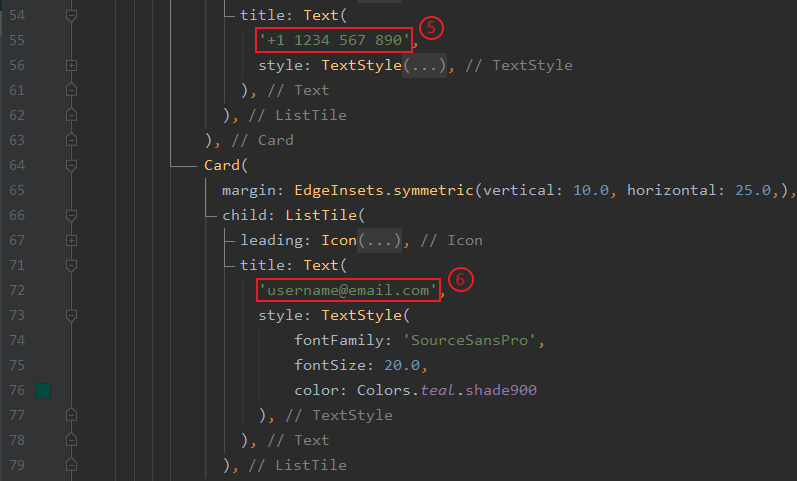 54 title: Text(
55 '+1 1234 567 890', ⑤
56 style: TextStyle(...), // TextStyle
61 ), // Text
62 ), // ListTile
63 ), // Card
64 Card(
65 margin: EdgeInsets.symmetric(vertical: 10.0, horizontal: 25.0,),
66 child: ListTile(
67 leading: Icon(...), // Icon
71 title: Text(
72 'username@email.com', ⑥
73 style: TextStyle(
74 fontFamily: 'SourceSansPro',
75 fontSize: 20.0,
76 color: Colors.teal.shade900
77 ), // TextStyle
78 ), // Text
79 ), // ListTile